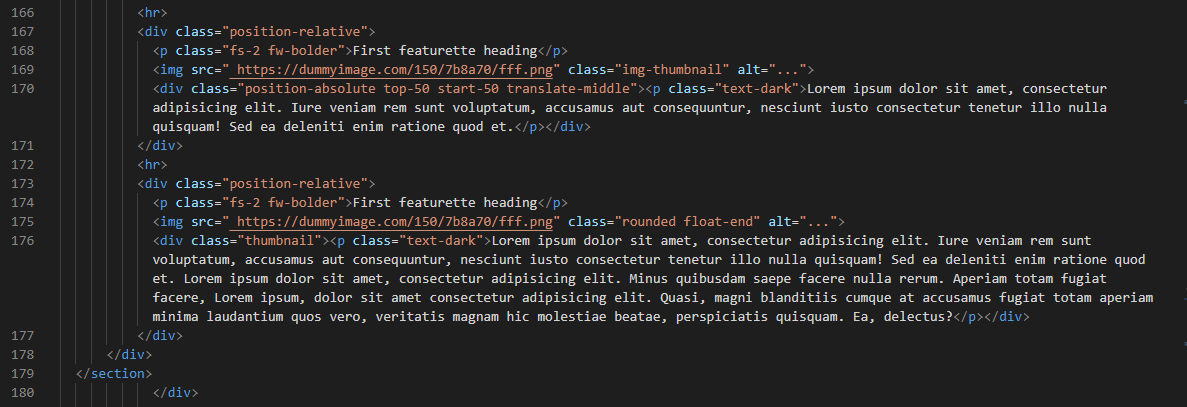 166 <hr>
167 <div class="position-relative">
168 <p class="fs-2 fw-bolder">First featurette heading</p>
169 <img src=" https://dummyimage.com/150/7b8a70/fff.png" class="img-thumbnail" alt="...">
170 <div class="position-absolute top-50 start-50 translate-middle"><p class="text-dark">Lorem ipsum dolor sit amet, consectetur
adipisicing elit. Iure veniam rem sunt voluptatum, accusamus aut consequuntur, nesciunt iusto consectetur tenetur illo nulla
quisquam! Sed ea deleniti enim ratione quod et.</p></div>
171 </div>
172 <hr>
173 <div class="position-relative">
174 <p class="fs-2 fw-bolder">First featurette heading</p>
175 <img src=" https://dummyimage.com/150/7b8a70/fff.png" class="rounded float-end" alt="...">
176 <div class="thumbnail"><p class="text-dark">Lorem ipsum dolor sit amet, consectetur adipisicing elit. Iure veniam rem sunt
voluptatum, accusamus aut consequuntur, nesciunt iusto consectetur tenetur illo nulla quisquam! Sed ea deleniti enim ratione quod
et. Lorem ipsum dolor sit amet, consectetur adipisicing elit. Minus quibusdam saepe facere nulla rerum. Aperiam totam fugiat
facere, Lorem ipsum, dolor sit amet consectetur adipisicing elit. Quasi, magni blanditiis cumque at accusamus fugiat totam aperiam
minima laudantium quos vero, veritatis magnam hic molestiae beatae, perspiciatis quisquam. Ea, delectus?</p></div>
177 </div>
178 </div>
179 </section>
180 </div>